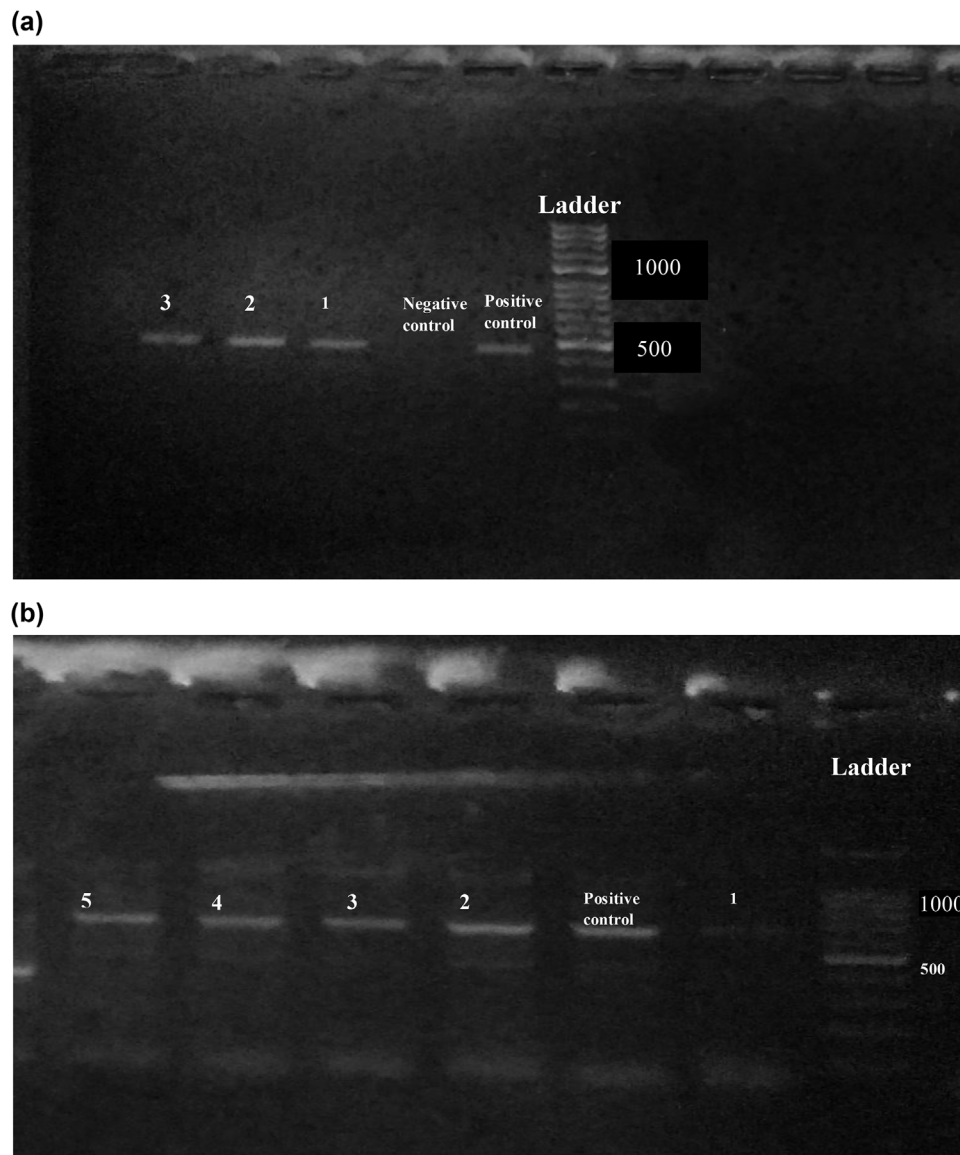 (a)
Ladder
1000
3
2
1
Negative
control
Positive
control
500
(b)
Ladder
5
4
3
2
Positive
control
1
1000
500